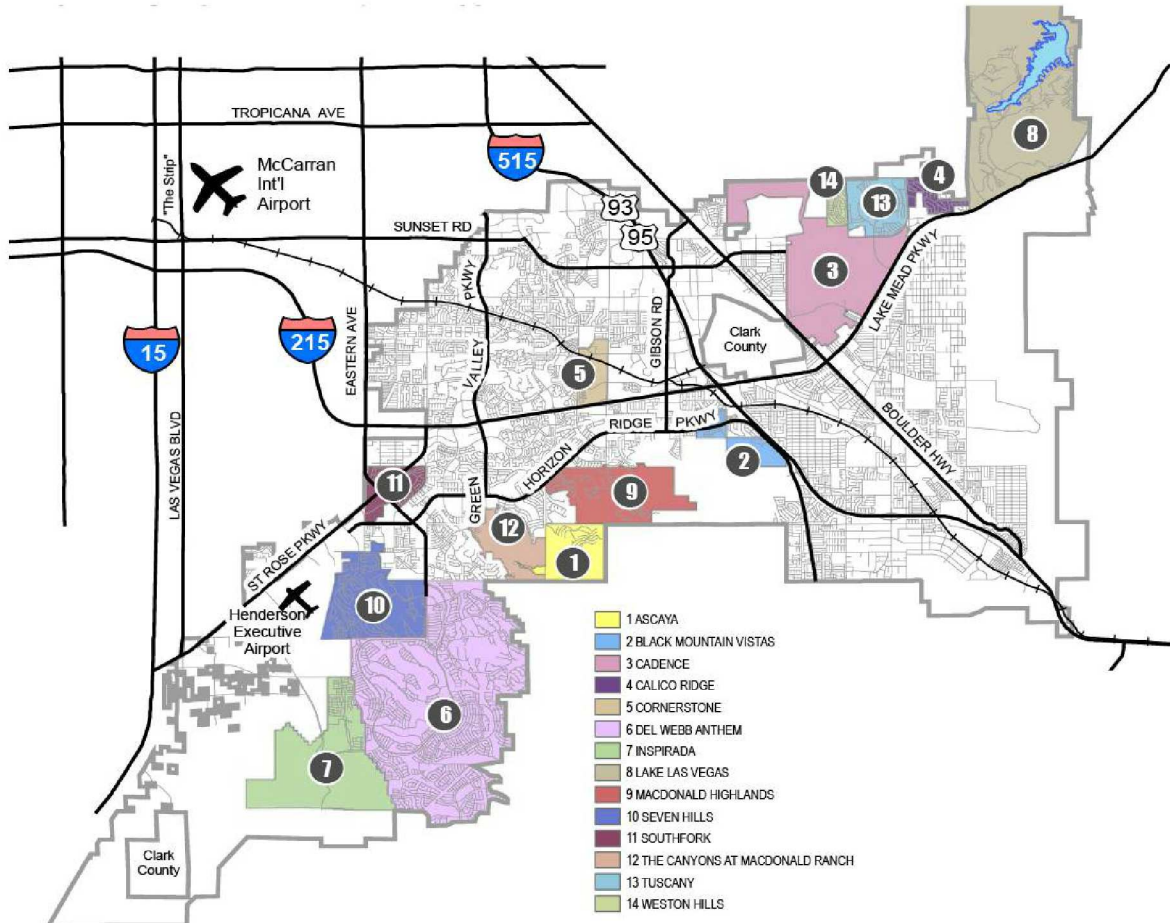 TROPICANA AVE
"The Strip"
McCarran
Int'l
Airport
515
93
95
SUNSET RD
14
4
8
13
3
LAKE MEAD PKWY
GREEN VALLEY PKWY
GIBSON RD
Clark
County
15
215
EASTERN AVE
5
LAS VEGAS BLVD
HORIZON RIDGE PKWY
BOULDER HWY
2
11
9
12
1
ST ROSE PKWY
10
Henderson
Executive
Airport
6
7
Clark
County
1 ASCAYA
2 BLACK MOUNTAIN VISTAS
3 CADENCE
4 CALICO RIDGE
5 CORNERSTONE
6 DEL WEBB ANTHEM
7 INSPIRADA
8 LAKE LAS VEGAS
9 MACDONALD HIGHLANDS
10 SEVEN HILLS
11 SOUTHFORK
12 THE CANYONS AT MACDONALD RANCH
13 TUSCANY
14 WESTON HILLS